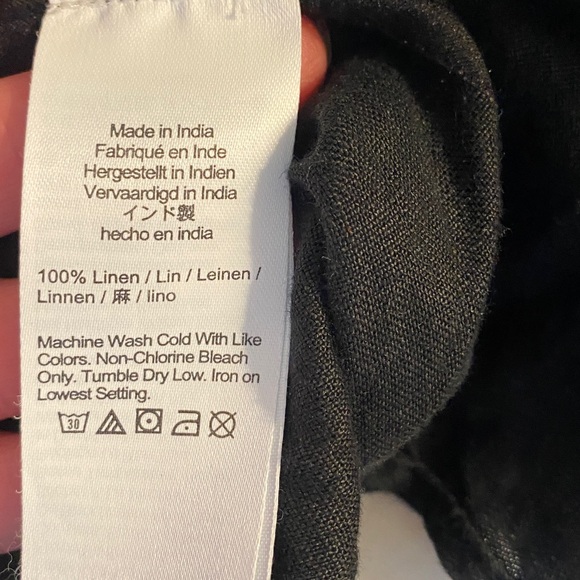 Made in India
Fabriqué en Inde
Hergestellt in Indien
Vervaardigd in India
インド製
hecho en india
100% Linen / Lin / Leinen /
Linnen / 麻 / lino
Machine Wash Cold With Like
Colors. Non-Chlorine Bleach
Only. Tumble Dry Low. Iron on
Lowest Setting.
30